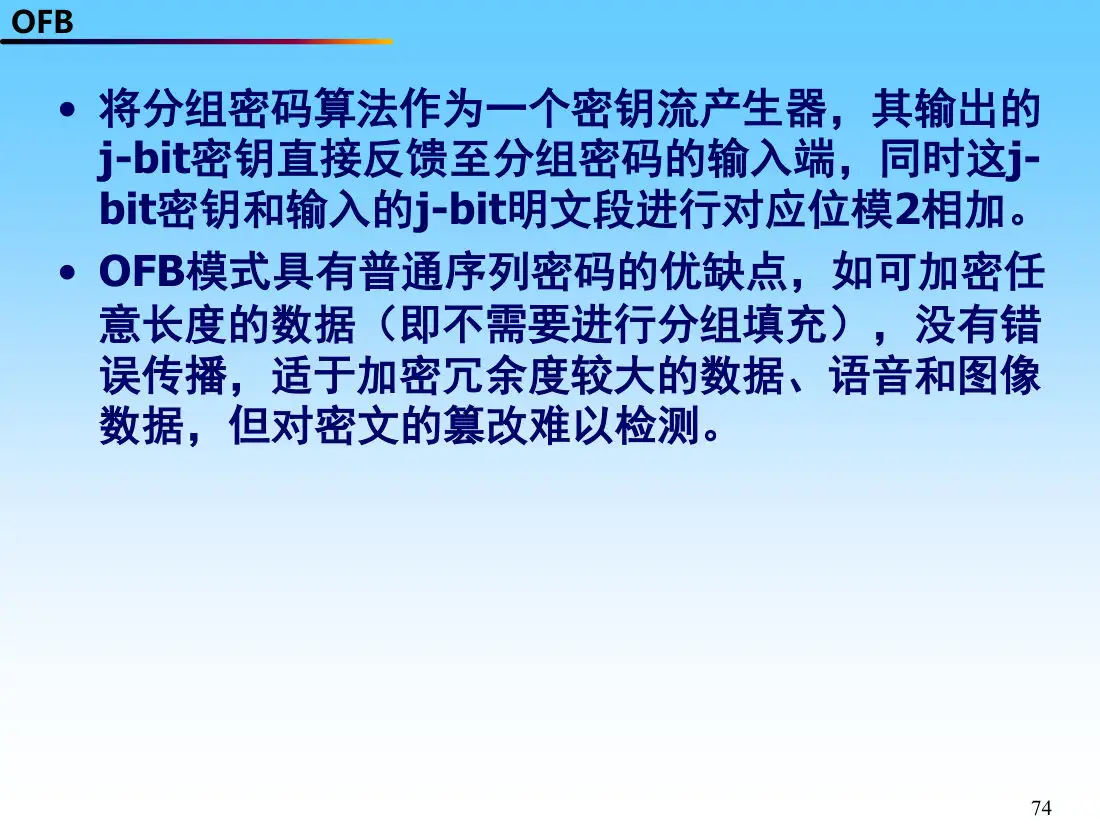 OFB
• 将分组密码算法作为一个密钥流产生器，其输出的
j-bit密钥直接反馈至分组密码的输入端，同时这j-
bit密钥和输入的j-bit明文段进行对应位模2相加。
• OFB模式具有普通序列密码的优缺点，如可加密任
意长度的数据（即不需要进行分组填充），没有错
误传播，适于加密冗余度较大的数据、语音和图像
数据，但对密文的篡改难以检测。
74